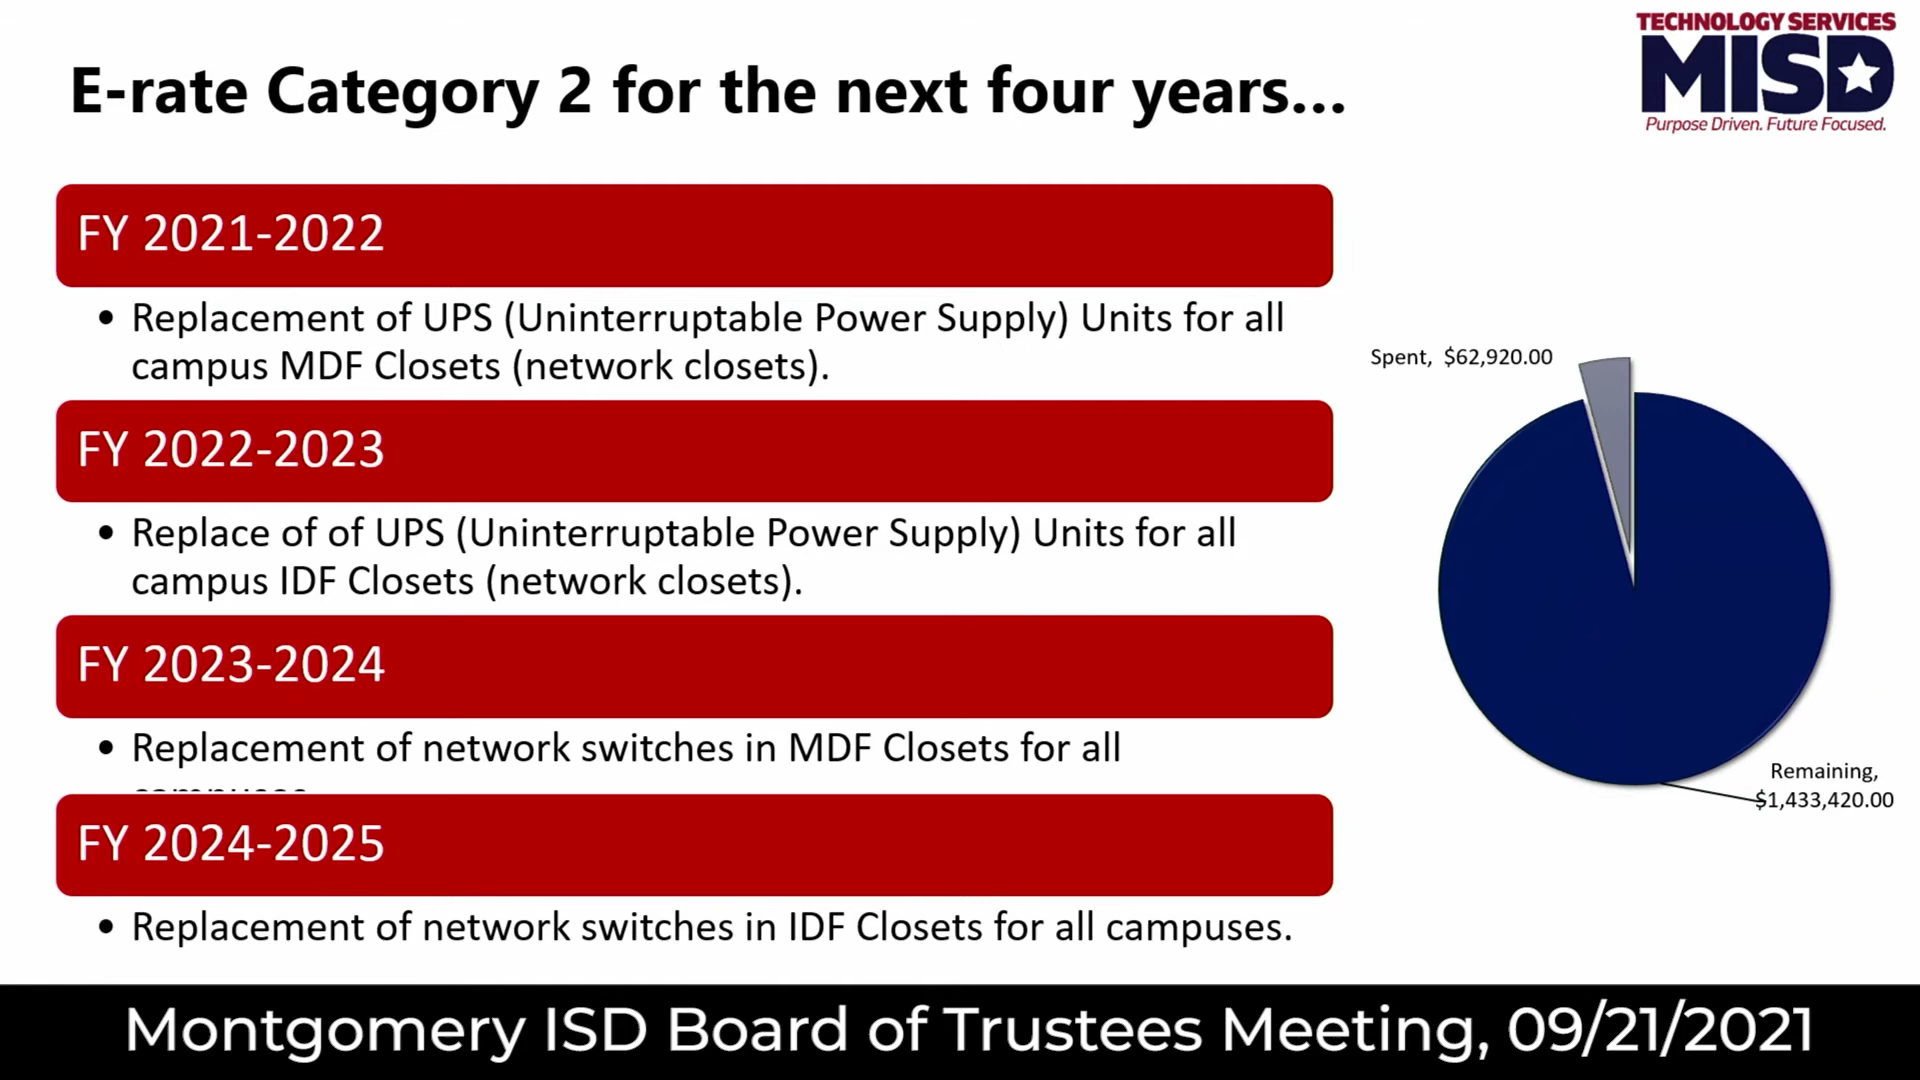 TECHNOLOGY SERVICES
MISD
Purpose Driven. Future Focused.
E-rate Category 2 for the next four years...
FY 2021-2022
• Replacement of UPS (Uninterruptable Power Supply) Units for all
campus MDF Closets (network closets).
FY 2022-2023
• Replace of of UPS (Uninterruptable Power Supply) Units for all
campus IDF Closets (network closets).
FY 2023-2024
• Replacement of network switches in MDF Closets for all
FY 2024-2025
• Replacement of network switches in IDF Closets for all campuses.
Spent, $62,920.00
Remaining,
$1,433,420.00
Montgomery ISD Board of Trustees Meeting, 09/21/2021